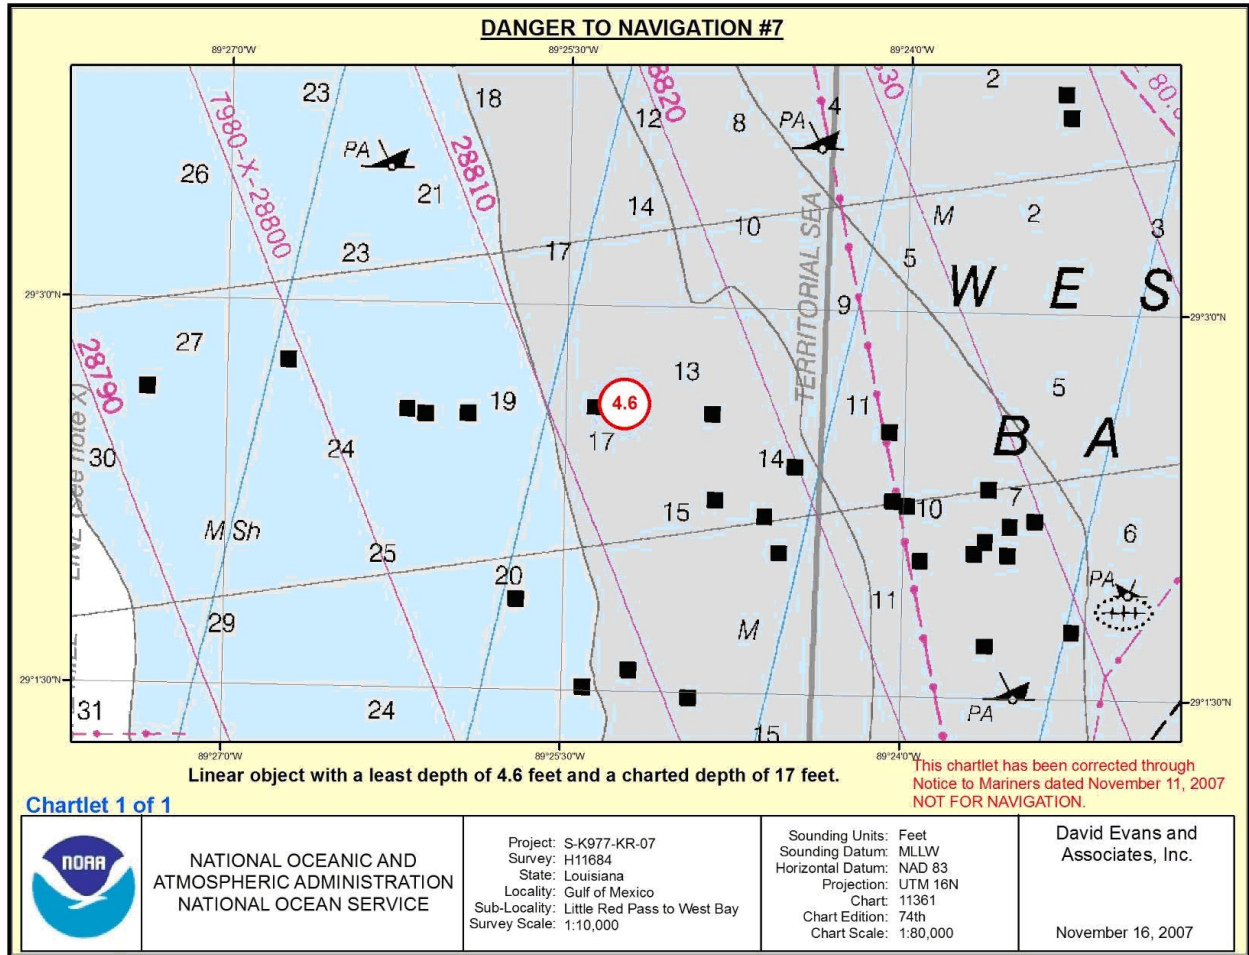 DANGER TO NAVIGATION #7
89°27'0"W 89°25'30"W 89°24'0"W
23 18 12 28820 8 PA 4 2 80.
7980-X-28800 PA 28810
26 21 14 10 M 2 3
23 17 TERRITORIAL SEA 5
29°3'0"N W E S 29°3'0"N
9
27
28790 13 5
19 4.6 11
17 B A
30 24 14
LINE (see note X)
M Sh 15 10 7
25 6
20 PA
29 M 11
29°1'30"N 29°1'30"N
31 24 PA
15
89°27'0"W 89°25'30"W 89°24'0"W
Linear object with a least depth of 4.6 feet and a charted depth of 17 feet.
This chartlet has been corrected through
Notice to Mariners dated November 11, 2007
NOT FOR NAVIGATION.
Chartlet 1 of 1
NOAA
NATIONAL OCEANIC AND
ATMOSPHERIC ADMINISTRATION
NATIONAL OCEAN SERVICE
Project: S-K977-KR-07
Survey: H11684
State: Louisiana
Locality: Gulf of Mexico
Sub-Locality: Little Red Pass to West Bay
Survey Scale: 1:10,000
Sounding Units: Feet
Sounding Datum: MLLW
Horizontal Datum: NAD 83
Projection: UTM 16N
Chart: 11361
Chart Edition: 74th
Chart Scale: 1:80,000
David Evans and
Associates, Inc.
November 16, 2007